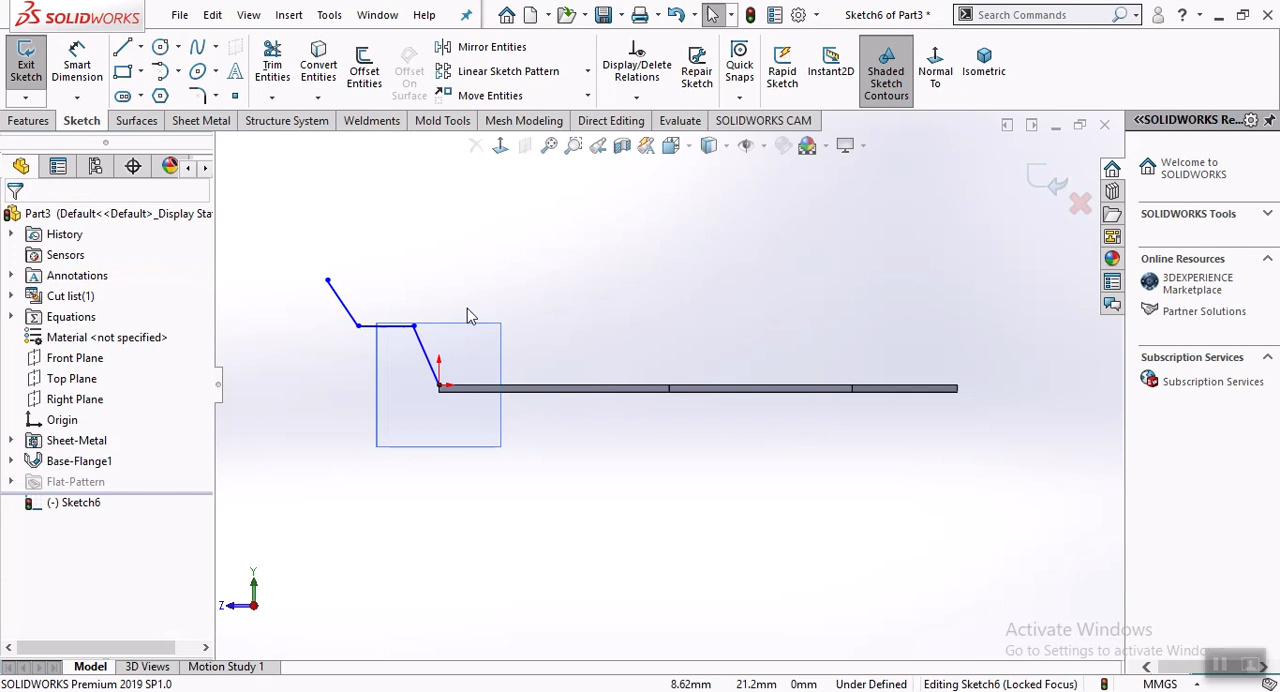 SOLIDWORKS File Edit View Insert Tools Window Help Sketch6 of Part3 * Search Commands ?
Exit Sketch
Smart Dimension
Trim Entities
Convert Entities
Offset Entities
Offset On Surface
Mirror Entities
Linear Sketch Pattern
Move Entities
Display/Delete Relations
Repair Sketch
Quick Snaps
Rapid Sketch
Instant2D
Shaded Sketch Contours
Normal To
Isometric
Features Sketch Surfaces Sheet Metal Structure System Weldments Mold Tools Mesh Modeling Direct Editing Evaluate SOLIDWORKS CAM
Part3 (Default<<Default>_Display Sta
History
Sensors
Annotations
Cut list(1)
Equations
Material <not specified>
Front Plane
Top Plane
Right Plane
Origin
Sheet-Metal
Base-Flange1
Flat-Pattern
(-) Sketch6
Y
Z
<<SOLIDWORKS Re...
Welcome to
SOLIDWORKS
SOLIDWORKS Tools
Online Resources
3DEXPERIENCE
Marketplace
Partner Solutions
Subscription Services
Subscription Services
Activate Windows
Go to Settings to activate Windows
Model 3D Views Motion Study 1
SOLIDWORKS Premium 2019 SP1.0 8.62mm 21.2mm 0mm Under Defined Editing Sketch6 (Locked Focus) MMGS